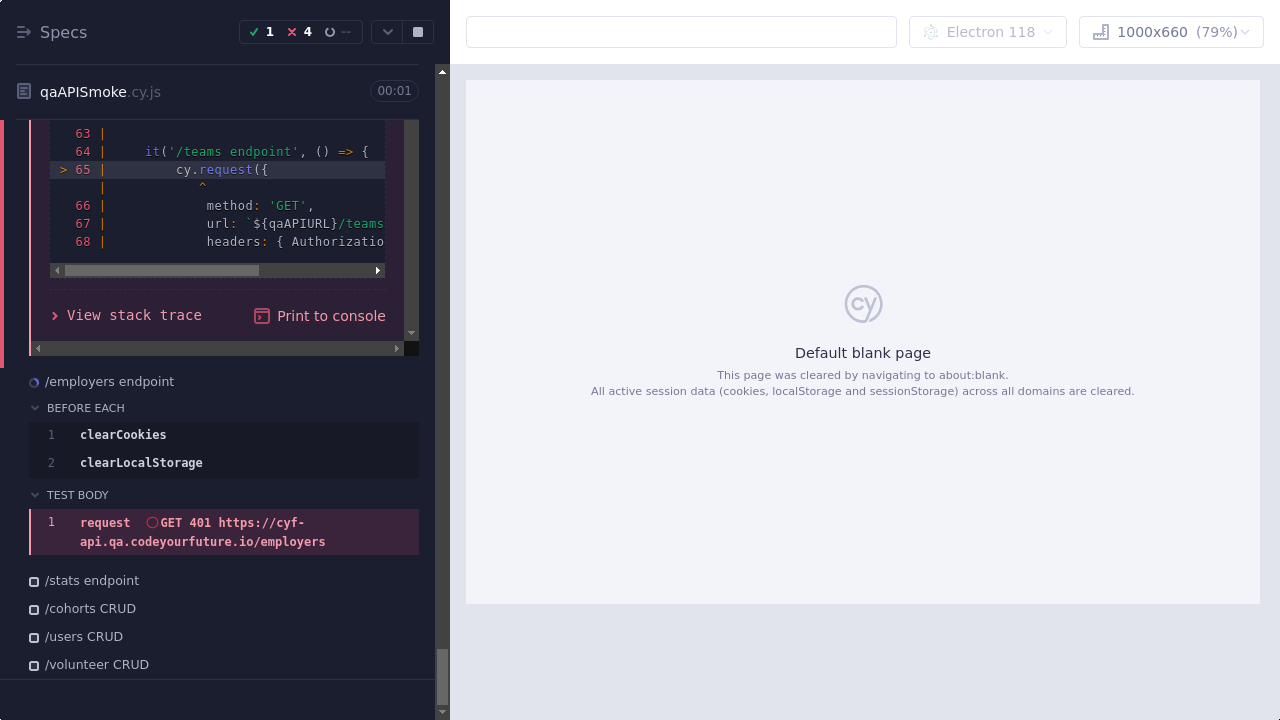 Specs
1
4
--
Electron 118
1000x660 (79%)
qaAPISmoke.cy.js
00:01
63 |
64 | it('/teams endpoint', () => {
> 65 | cy.request({
| ^
66 | method: 'GET',
67 | url: `${qaAPIURL}/teams
68 | headers: { Authorizatio
View stack trace
Print to console
/employers endpoint
BEFORE EACH
1 clearCookies
2 clearLocalStorage
TEST BODY
1 request GET 401 https://cyf-
api.qa.codeyourfuture.io/employers
/stats endpoint
/cohorts CRUD
/users CRUD
/volunteer CRUD
cy
Default blank page
This page was cleared by navigating to about:blank.
All active session data (cookies, localStorage and sessionStorage) across all domains are cleared.